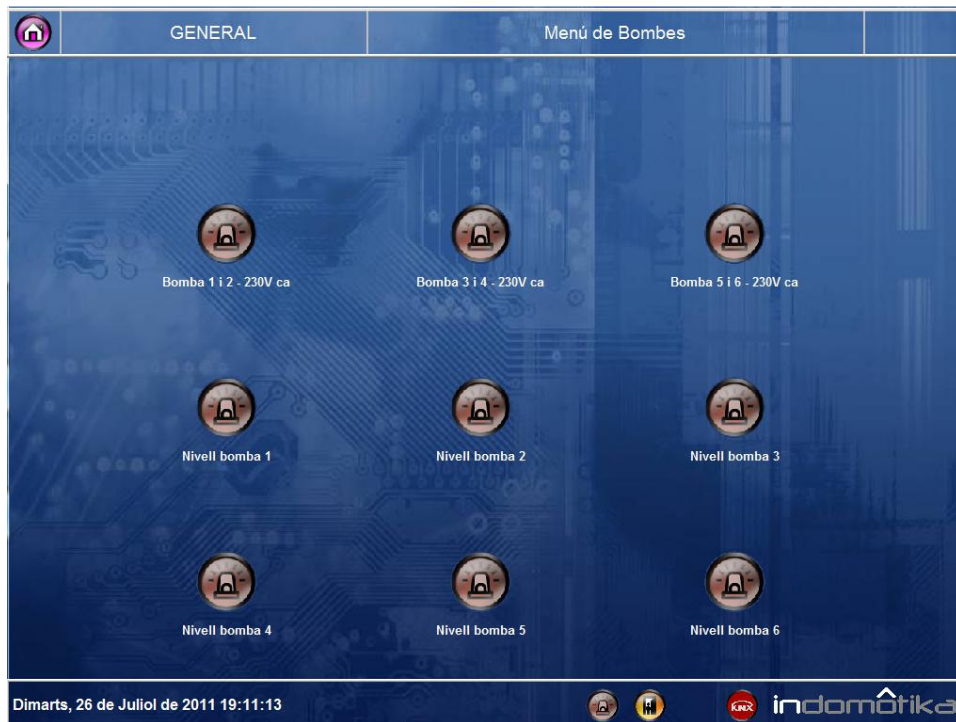 GENERAL
Menú de Bombes
Bomba 1 i 2 - 230V ca
Bomba 3 i 4 - 230V ca
Bomba 5 i 6 - 230V ca
Nivell bomba 1
Nivell bomba 2
Nivell bomba 3
Nivell bomba 4
Nivell bomba 5
Nivell bomba 6
Dimarts, 26 de Juliol de 2011 19:11:13
KNX
indomôtika